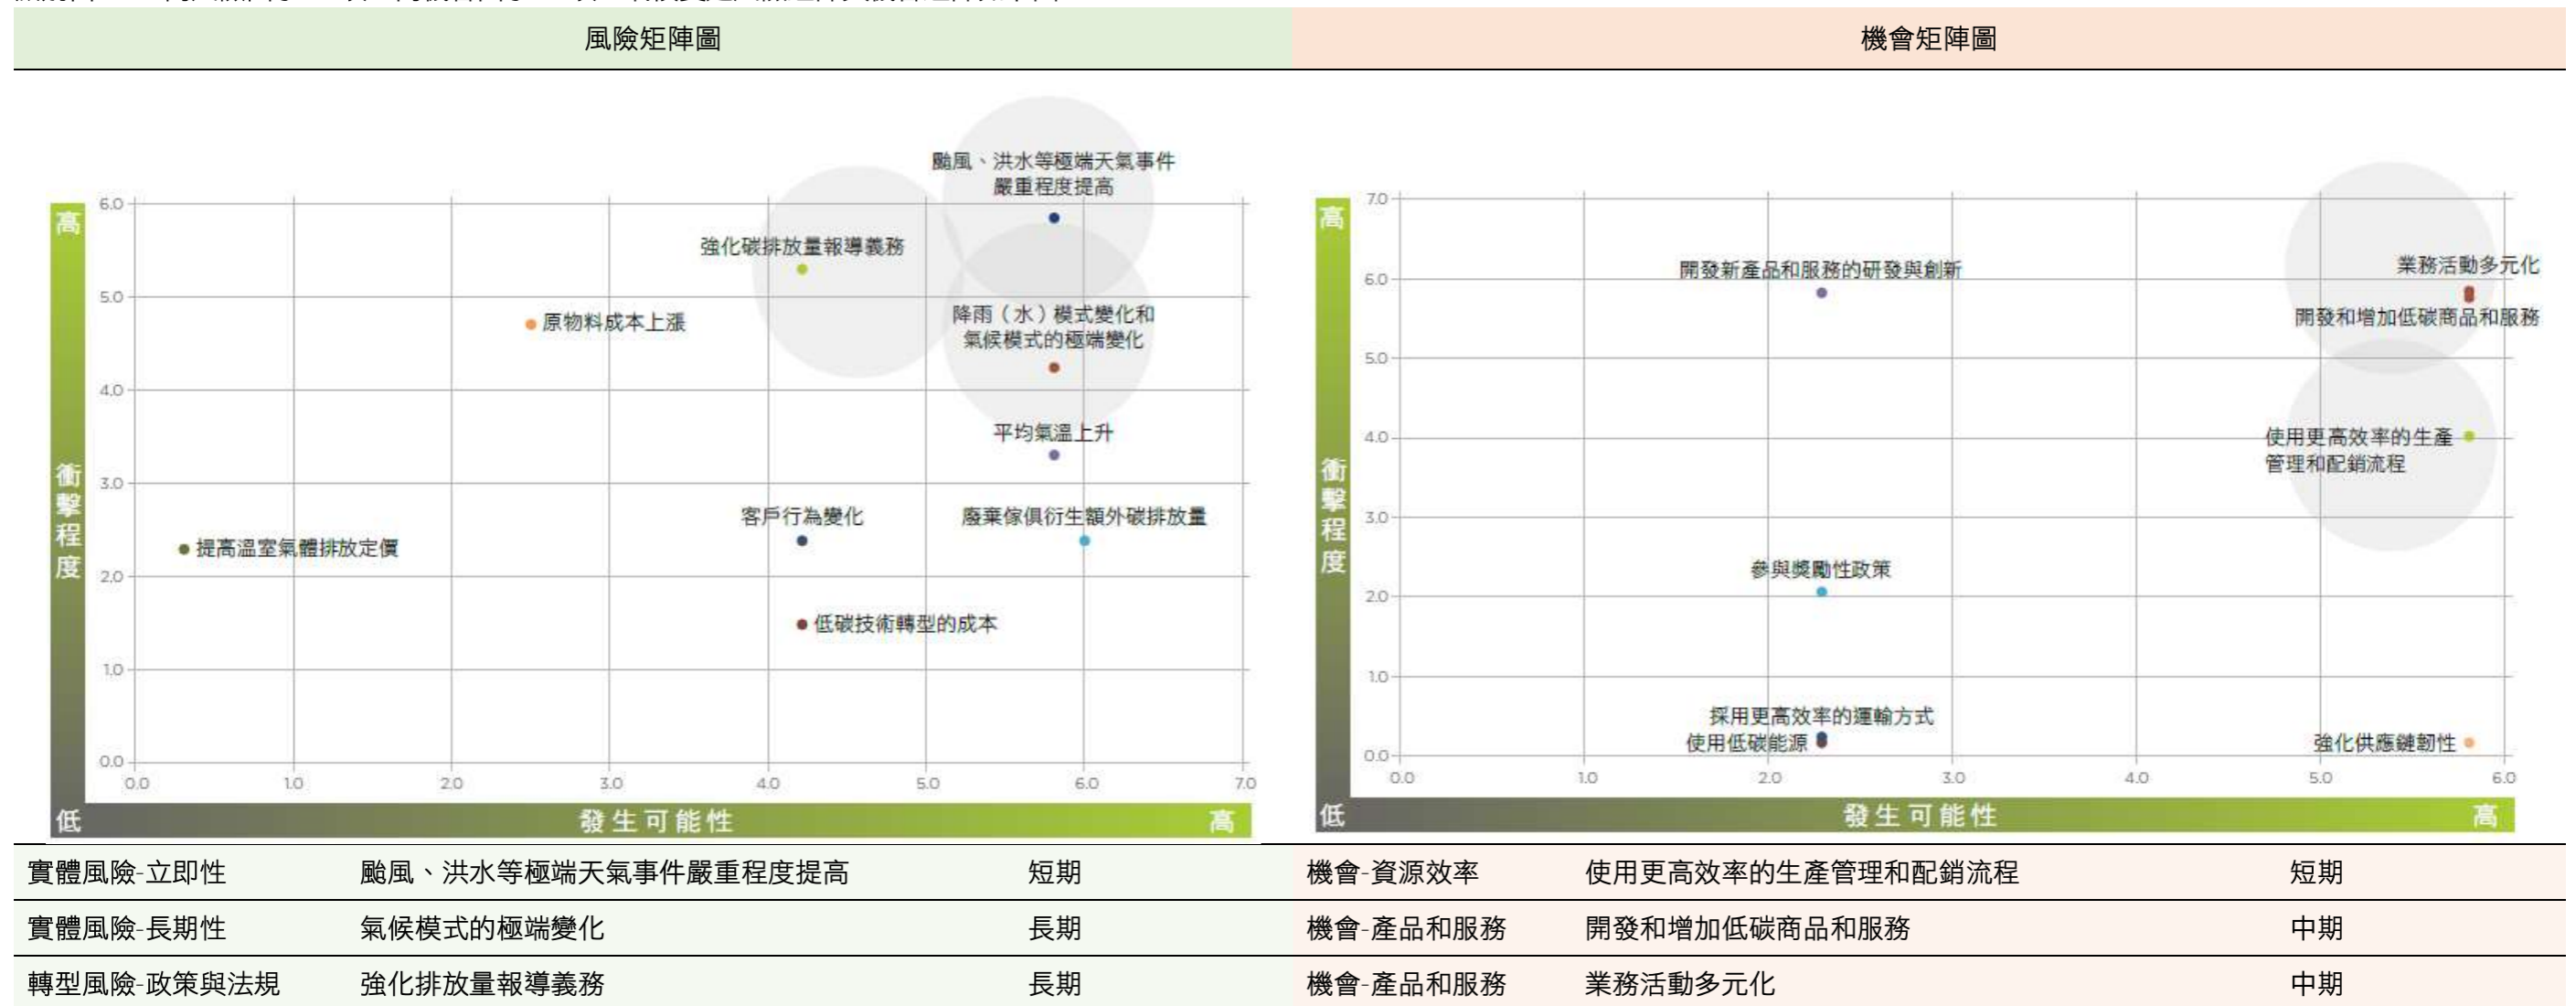 風險矩陣圖
機會矩陣圖
颱風、洪水等極端天氣事件
嚴重程度提高
強化碳排放量報導義務
原物料成本上漲
降雨（水）模式變化和
氣候模式的極端變化
平均氣溫上升
客戶行為變化
廢棄傢俱衍生額外碳排放量
提高溫室氣體排放定價
低碳技術轉型的成本
高
衝擊程度
低
6.0
5.0
4.0
3.0
2.0
1.0
0.0
0.0 1.0 2.0 3.0 4.0 5.0 6.0 7.0
發生可能性 高
開發新產品和服務的研發與創新
業務活動多元化
開發和增加低碳商品和服務
使用更高效率的生產
管理和配銷流程
參與獎勵性政策
採用更高效率的運輸方式
使用低碳能源
強化供應鏈韌性
高
衝擊程度
低
7.0
6.0
5.0
4.0
3.0
2.0
1.0
0.0
0.0 1.0 2.0 3.0 4.0 5.0 6.0
發生可能性 高
實體風險-立即性 颱風、洪水等極端天氣事件嚴重程度提高 短期 機會-資源效率 使用更高效率的生產管理和配銷流程 短期
實體風險-長期性 氣候模式的極端變化 長期 機會-產品和服務 開發和增加低碳商品和服務 中期
轉型風險-政策與法規 強化排放量報導義務 長期 機會-產品和服務 業務活動多元化 中期